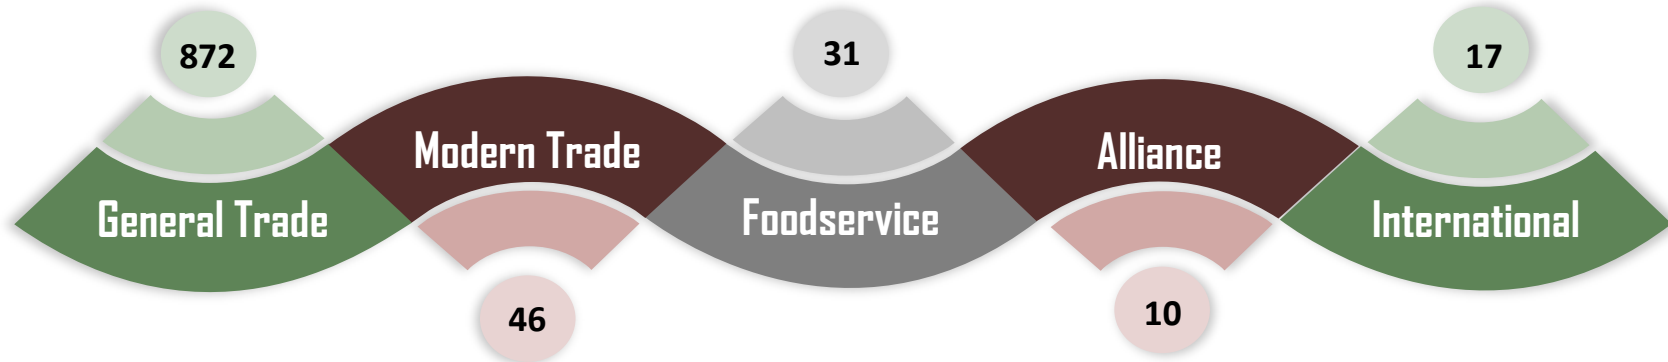 872
General Trade
Modern Trade
46
31
Foodservice
Alliance
10
17
International